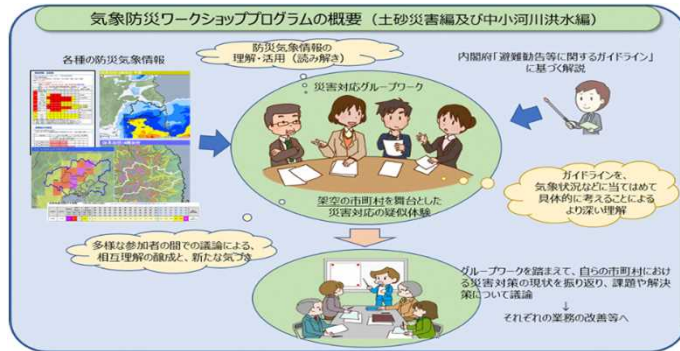 気象防災ワークショッププログラムの概要（土砂災害編及び中小河川洪水編）
各種の防災気象情報
防災気象情報の
理解・活用（読み解き）
内閣府「避難勧告等に関するガイドライン」
に基づく解説
災害対応グループワーク
架空の市町村を舞台とした
災害対応の疑似体験
ガイドラインを、
気象状況などに当てはめて
具体的に考えることによる
より深い理解
多様な参加者の間での議論による、
相互理解の醸成と、新たな気づき
グループワークを踏まえて、自らの市町村におけ
る災害対策の現状を振り返り、課題や解決
策について議論
↓
それぞれの業務の改善等へ